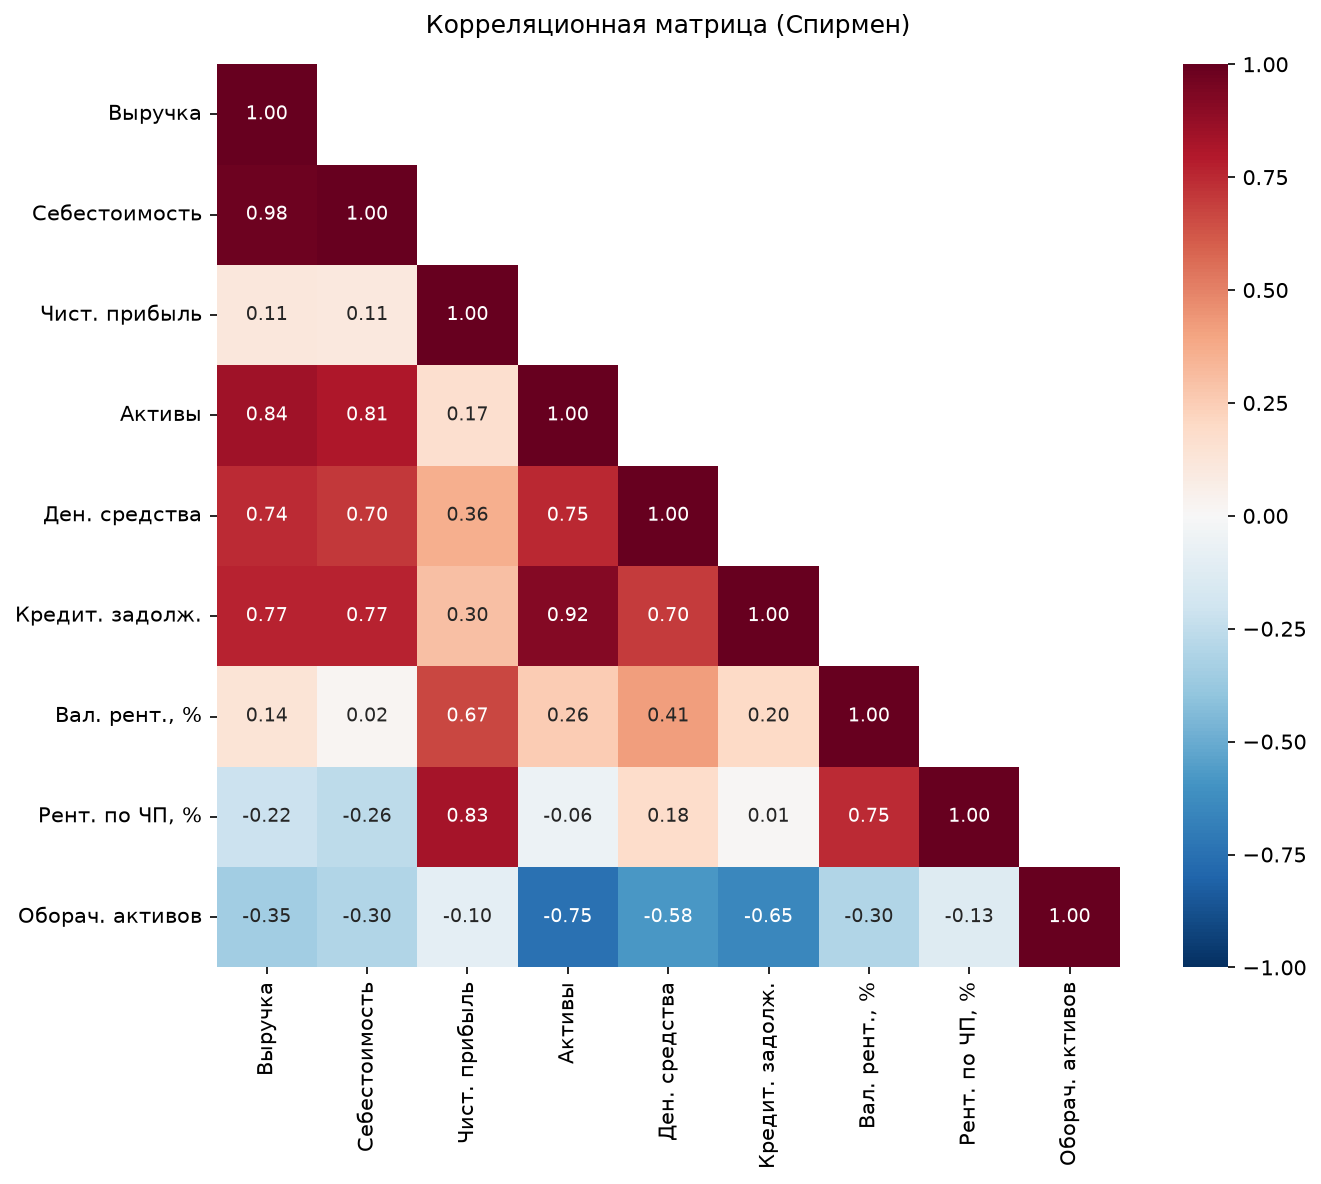 Корреляционная матрица (Спирмен)
Выручка 1.00
Себестоимость 0.98 1.00
Чист. прибыль 0.11 0.11 1.00
Активы 0.84 0.81 0.17 1.00
Ден. средства 0.74 0.70 0.36 0.75 1.00
Кредит. задолж. 0.77 0.77 0.30 0.92 0.70 1.00
Вал. рент., % 0.14 0.02 0.67 0.26 0.41 0.20 1.00
Рент. по ЧП, % -0.22 -0.26 0.83 -0.06 0.18 0.01 0.75 1.00
Оборач. активов -0.35 -0.30 -0.10 -0.75 -0.58 -0.65 -0.30 -0.13 1.00
Выручка
Себестоимость
Чист. прибыль
Активы
Ден. средства
Кредит. задолж.
Вал. рент., %
Рент. по ЧП, %
Оборач. активов
1.00
0.75
0.50
0.25
0.00
−0.25
−0.50
−0.75
−1.00